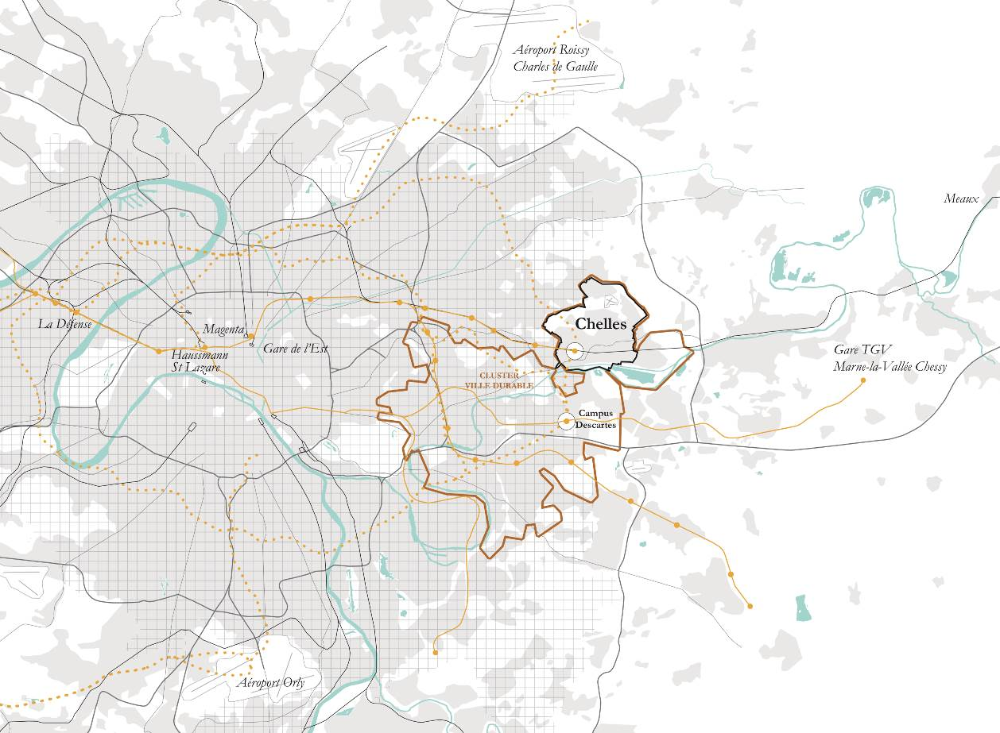 Aéroport Roissy
Charles de Gaulle
Meaux
La Défense
Magenta
Chelles
Gare de l'Est
Haussmann
St Lazare
Gare TGV
Marne-la-Vallée Chessy
CLUSTER
VILLE DURABLE
Campus
Descartes
Aéroport Orly